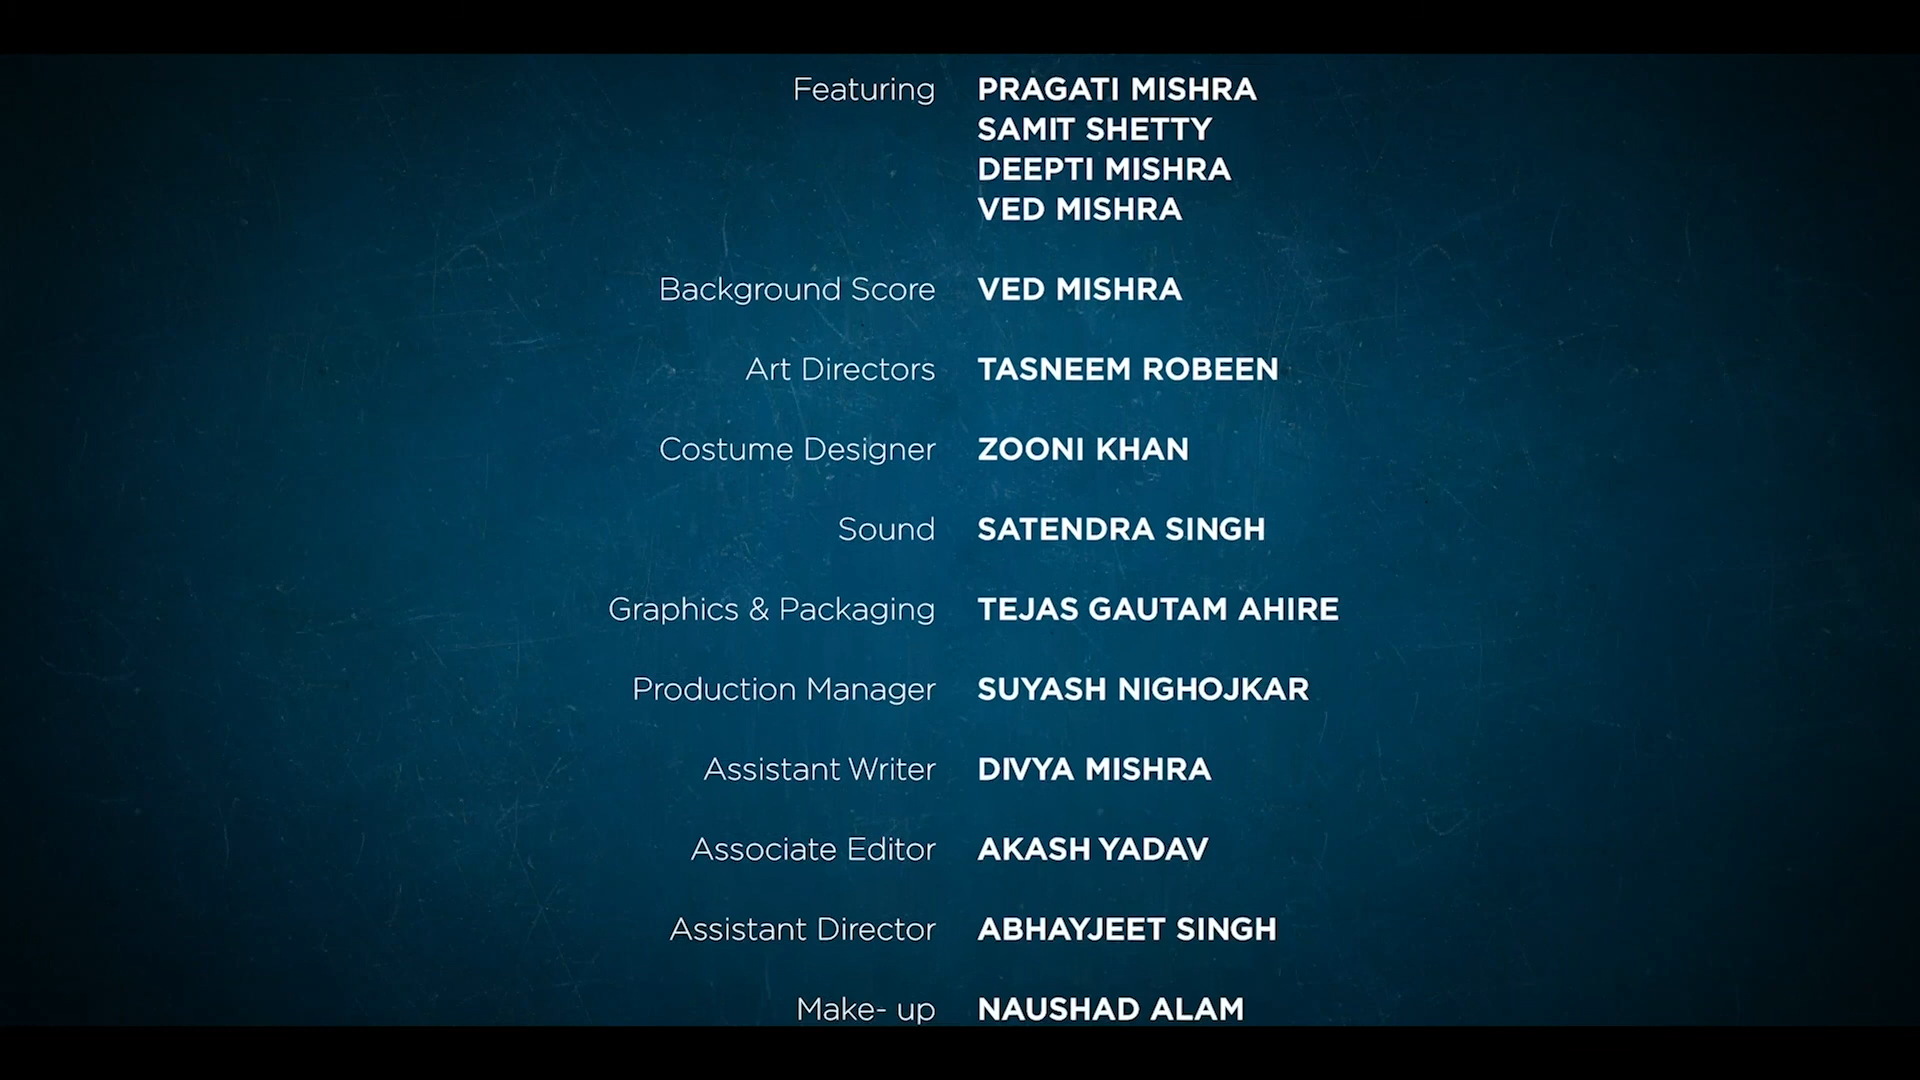 Featuring PRAGATI MISHRA
SAMIT SHETTY
DEEPTI MISHRA
VED MISHRA
Background Score VED MISHRA
Art Directors TASNEEM ROBEEN
Costume Designer ZOONI KHAN
Sound SATENDRA SINGH
Graphics & Packaging TEJAS GAUTAM AHIRE
Production Manager SUYASH NIGHOJKAR
Assistant Writer DIVYA MISHRA
Associate Editor AKASH YADAV
Assistant Director ABHAYJEET SINGH
Make- up NAUSHAD ALAM